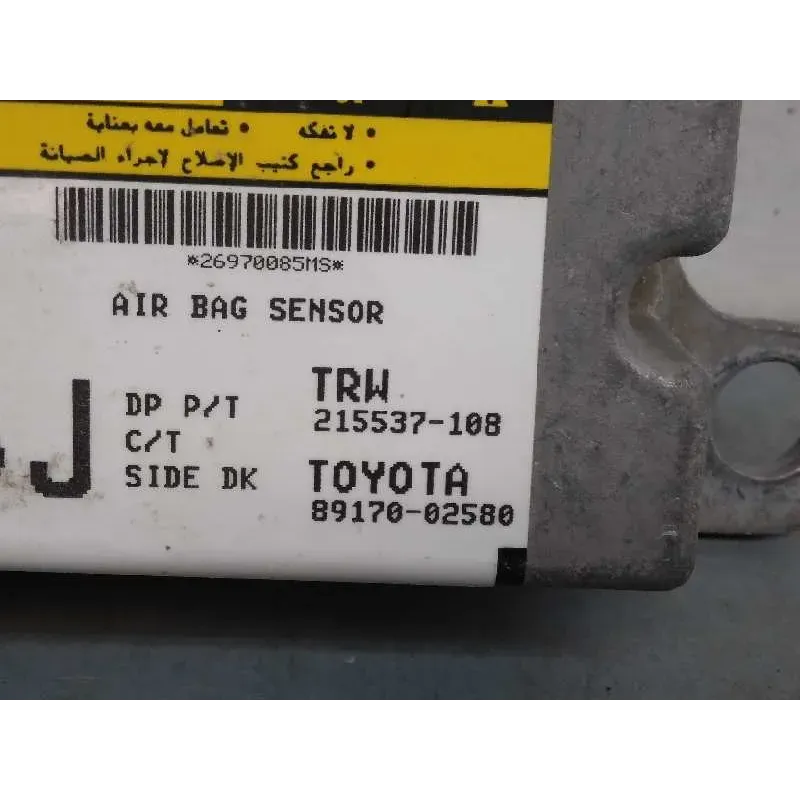 • لا تفكه • تعامل معه بعناية
• راجع كتيب الإصلاح لاجراء الصيانة
*26970085MS*
AIR BAG SENSOR
TRW
DP P/T 215537-108
C/T
SIDE DK TOYOTA
89170-02580
J